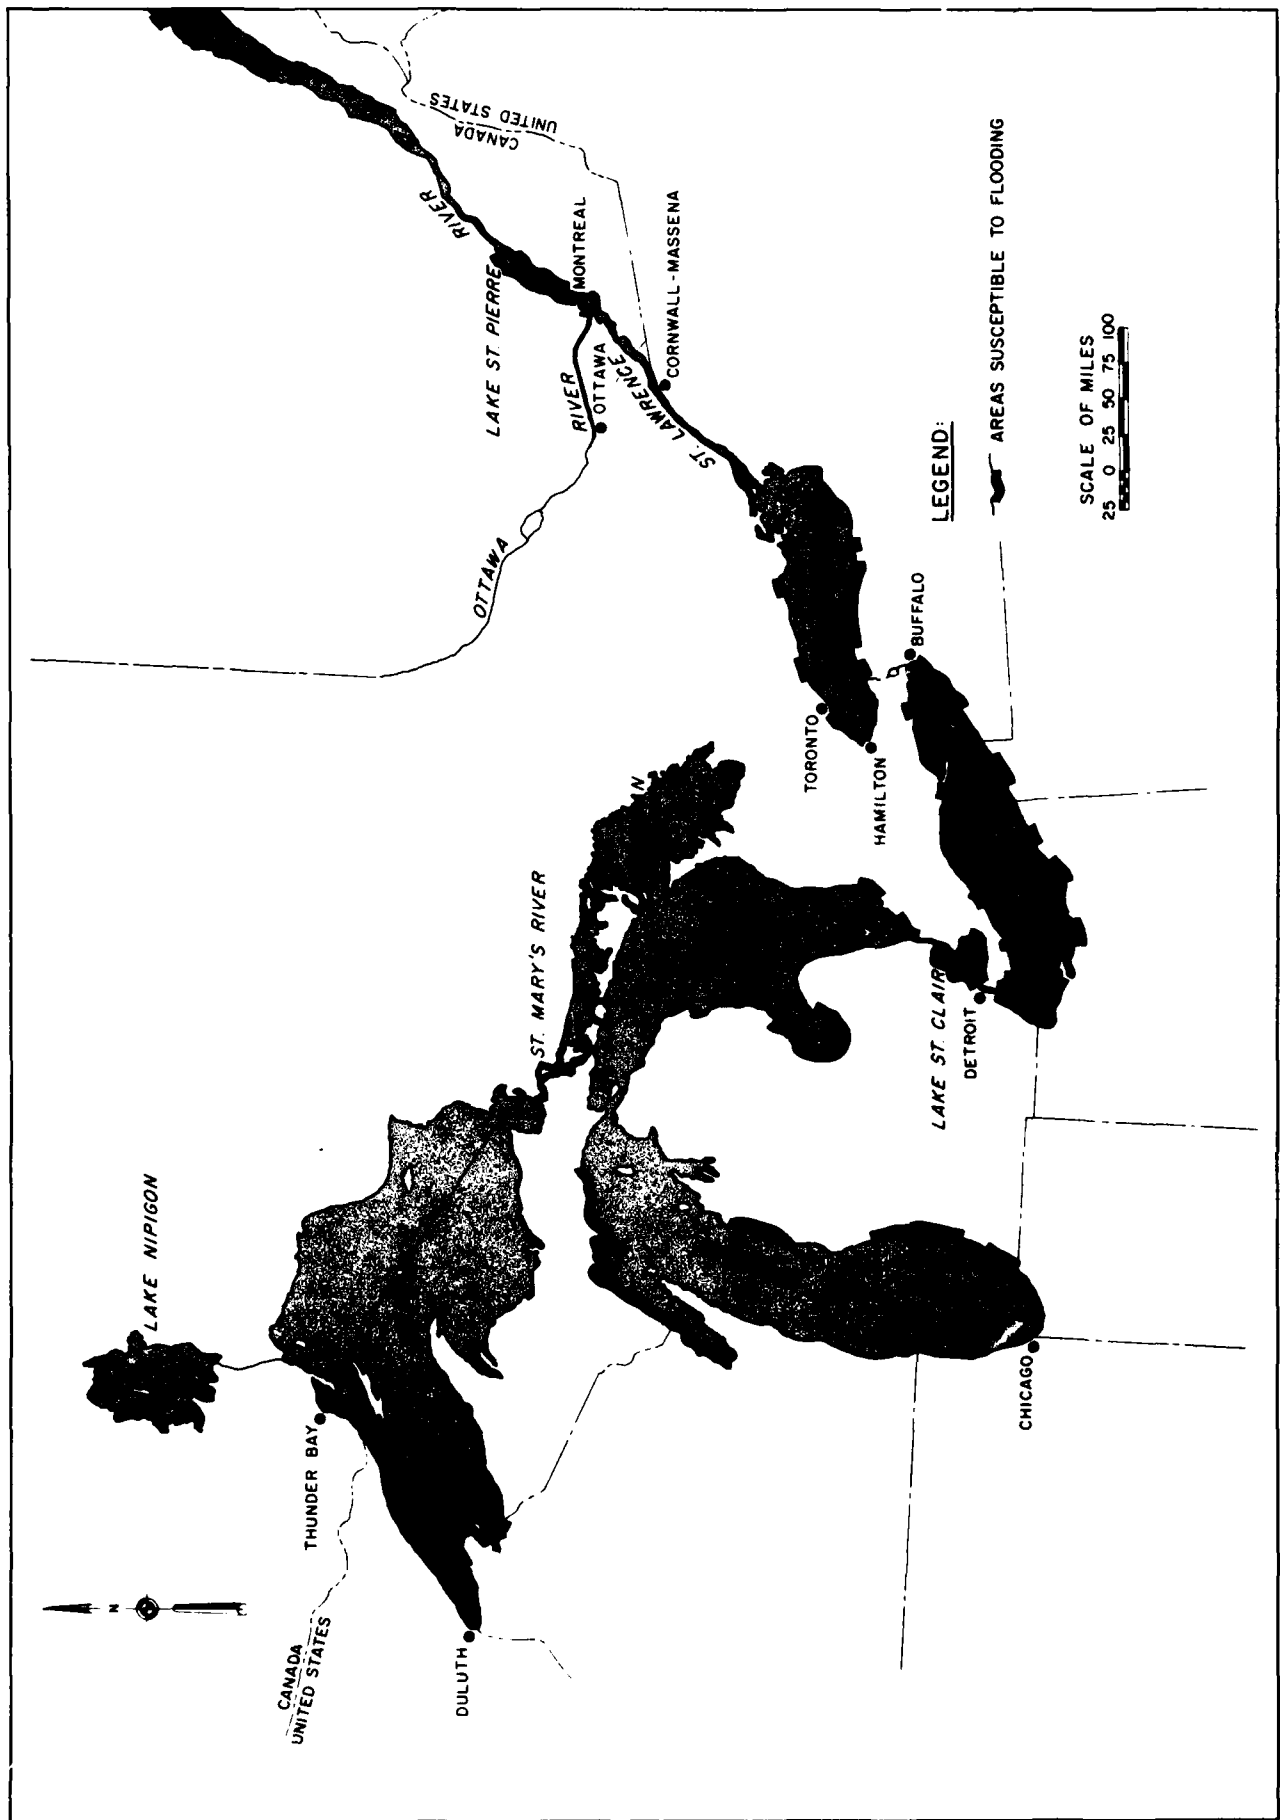 N
LAKE NIPIGON
CANADA
UNITED STATES
THUNDER BAY
DULUTH
ST. MARY'S RIVER
N
OTTAWA
RIVER
OTTAWA
LAKE ST. PIERRE
RIVER
CANADA
UNITED STATES
MONTREAL
ST. LAWRENCE
CORNWALL-MASSENA
TORONTO
HAMILTON
BUFFALO
LAKE ST. CLAIR
DETROIT
CHICAGO
LEGEND:
AREAS SUSCEPTIBLE TO FLOODING
SCALE OF MILES
25 0 25 50 75 100